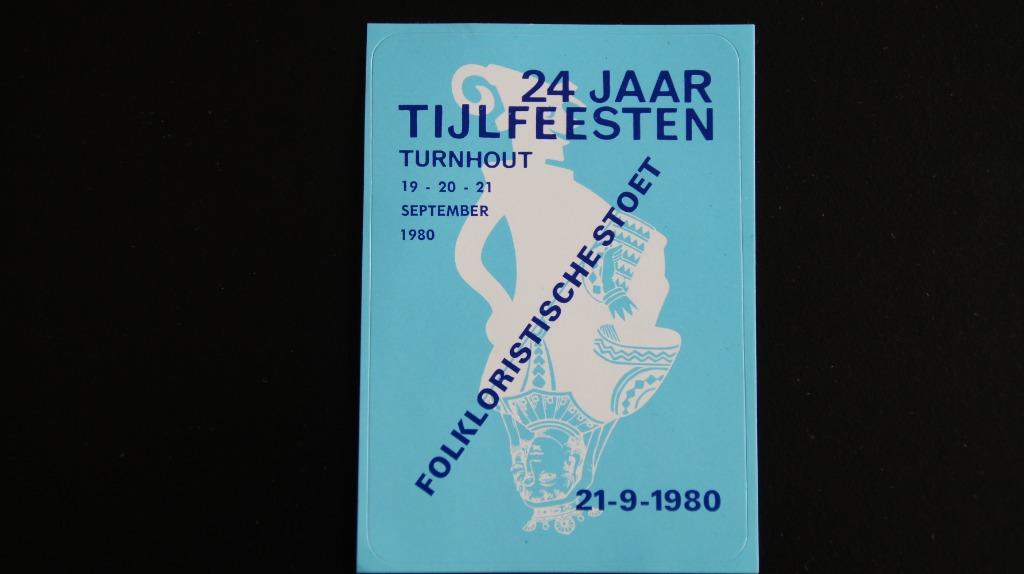 24 JAAR
TIJLFEESTEN
TURNHOUT
19 - 20 - 21
SEPTEMBER
1980
FOLKLORISTISCHE STOET
21-9-1980